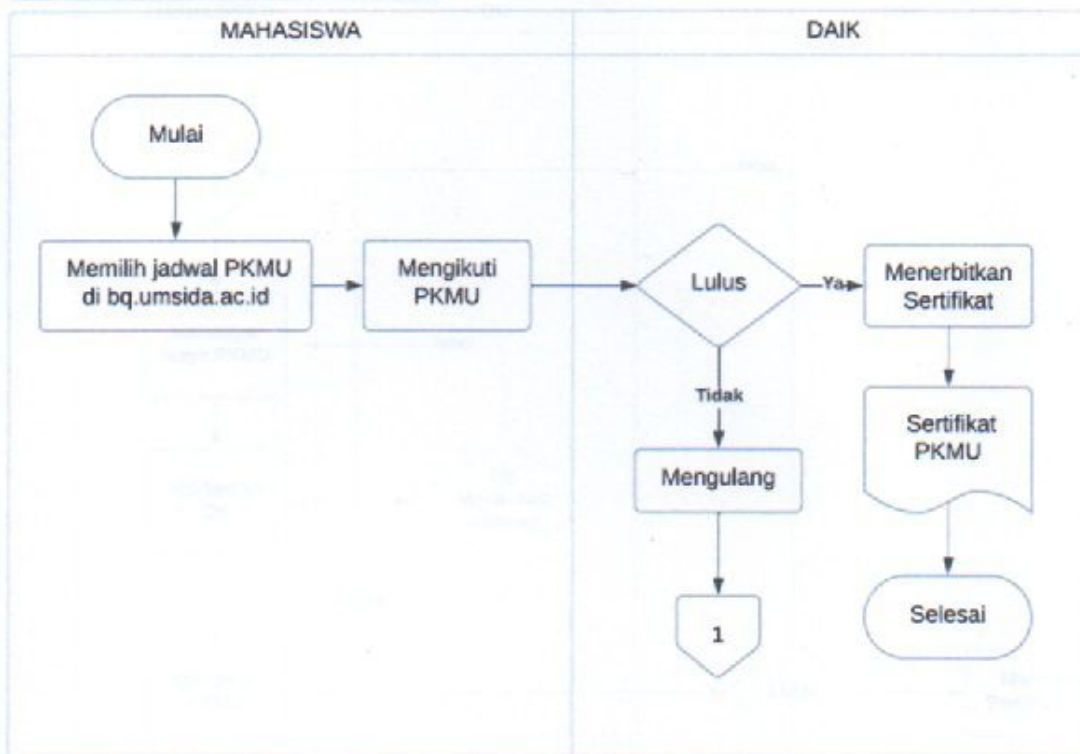 MAHASISWA
DAIK
Mulai
Memilih jadwal PKMU
di bq.umsida.ac.id
Mengikuti
PKMU
Lulus
Ya
Menerbitkan
Sertifikat
Tidak
Sertifikat
PKMU
Mengulang
1
Selesai